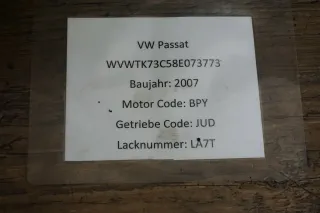 VW Passat
WVWTK73C58E073773
Baujahr: 2007
Motor Code: BPY
Getriebe Code: JUD
Lacknummer: LA7T